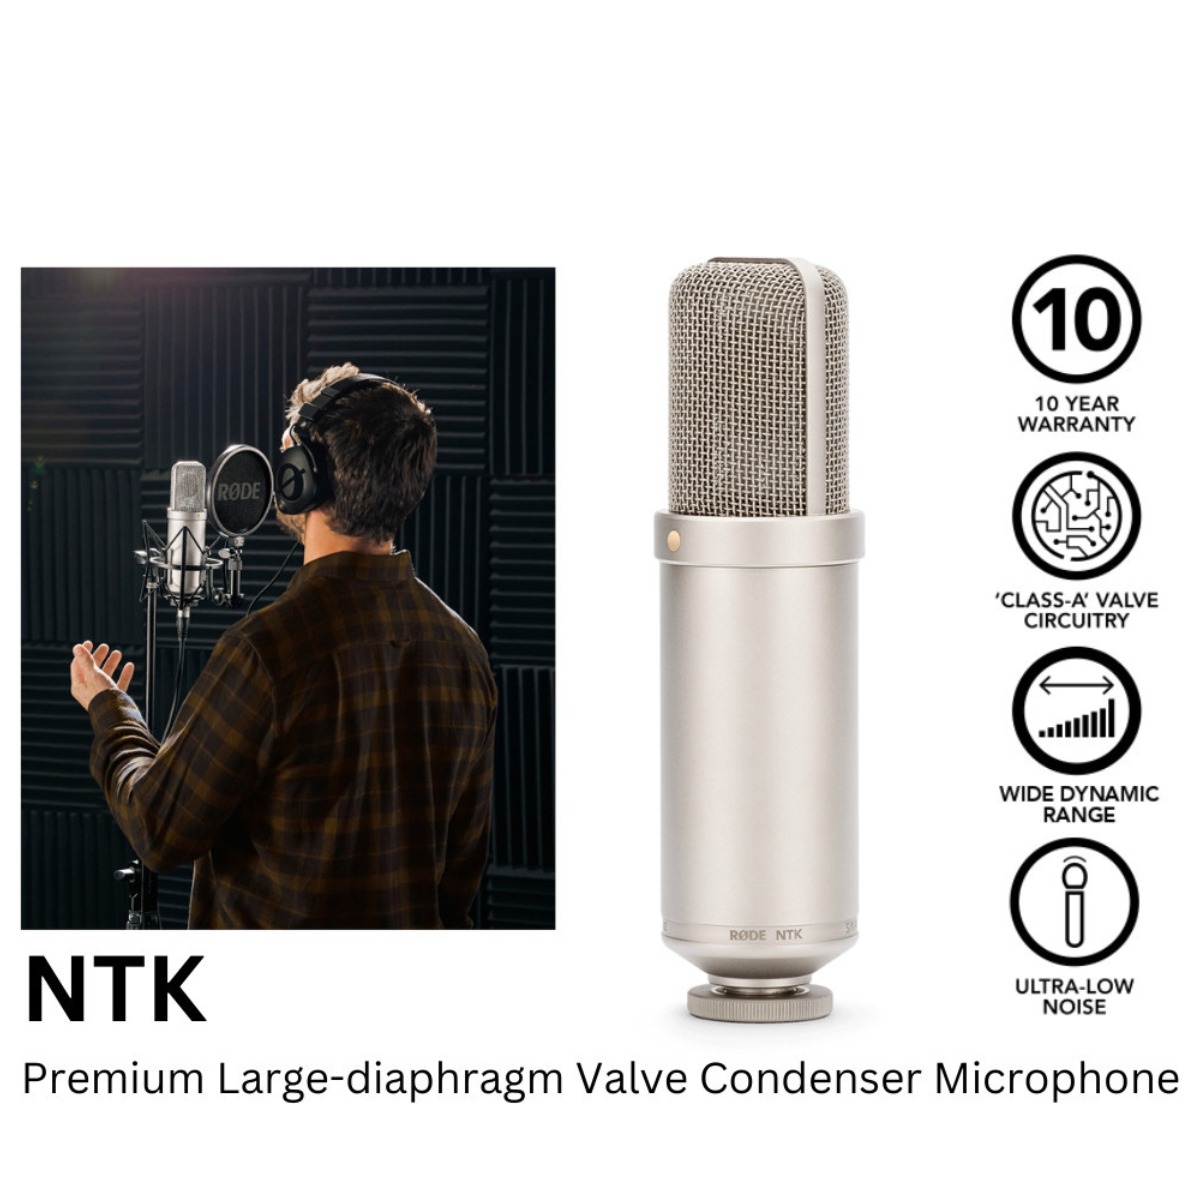 RØDE
10
10 YEAR
WARRANTY
'CLASS-A' VALVE
CIRCUITRY
WIDE DYNAMIC
RANGE
ULTRA-LOW
NOISE
RØDE NTK
NTK
Premium Large-diaphragm Valve Condenser Microphone